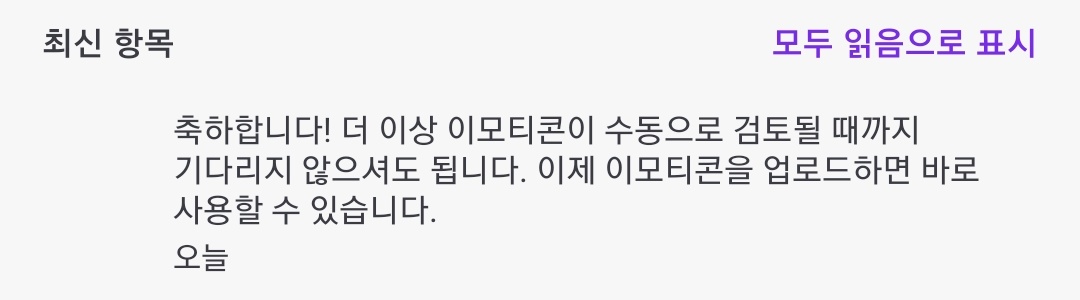 최신 항목
모두 읽음으로 표시
축하합니다! 더 이상 이모티콘이 수동으로 검토될 때까지
기다리지 않으셔도 됩니다. 이제 이모티콘을 업로드하면 바로
사용할 수 있습니다.
오늘